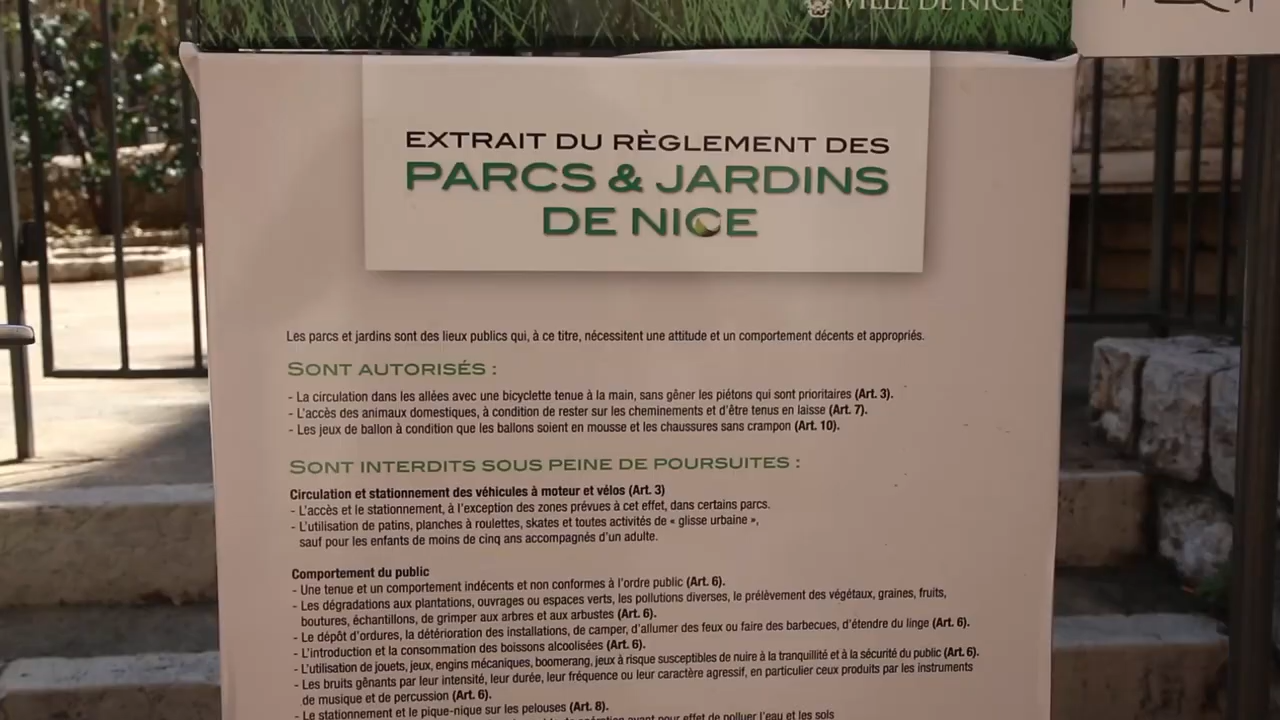 VILLE DE NICE
EXTRAIT DU RÈGLEMENT DES
PARCS & JARDINS
DE NICE
Les parcs et jardins sont des lieux publics qui, à ce titre, nécessitent une attitude et un comportement décents et appropriés.
SONT AUTORISÉS :
- La circulation dans les allées avec une bicyclette tenue à la main, sans gêner les piétons qui sont prioritaires (Art. 3).
- L'accès des animaux domestiques, à condition de rester sur les cheminements et d'être tenus en laisse (Art. 7).
- Les jeux de ballon à condition que les ballons soient en mousse et les chaussures sans crampon (Art. 10).
SONT INTERDITS SOUS PEINE DE POURSUITES :
Circulation et stationnement des véhicules à moteur et vélos (Art. 3)
- L'accès et le stationnement, à l'exception des zones prévues à cet effet, dans certains parcs.
- L'utilisation de patins, planches à roulettes, skates et toutes activités de « glisse urbaine »,
sauf pour les enfants de moins de cinq ans accompagnés d'un adulte.
Comportement du public
- Une tenue et un comportement indécents et non conformes à l'ordre public (Art. 6).
- Les dégradations aux plantations, ouvrages ou espaces verts, les pollutions diverses, le prélèvement des végétaux, graines, fruits,
boutures, échantillons, de grimper aux arbres et aux arbustes (Art. 6).
- Le dépôt d'ordures, la détérioration des installations, de camper, d'allumer des feux ou faire des barbecues, d'étendre du linge (Art. 6).
- L'introduction et la consommation des boissons alcoolisées (Art. 6).
- L'utilisation de jouets, jeux, engins mécaniques, boomerang, jeux à risque susceptibles de nuire à la tranquillité et à la sécurité du public (Art. 6).
- Les bruits gênants par leur intensité, leur durée, leur fréquence ou leur caractère agressif, en particulier ceux produits par les instruments
de musique et de percussion (Art. 6).
- Le stationnement et le pique-nique sur les pelouses (Art. 8).
ayant pour effet de polluer l'eau et les sols